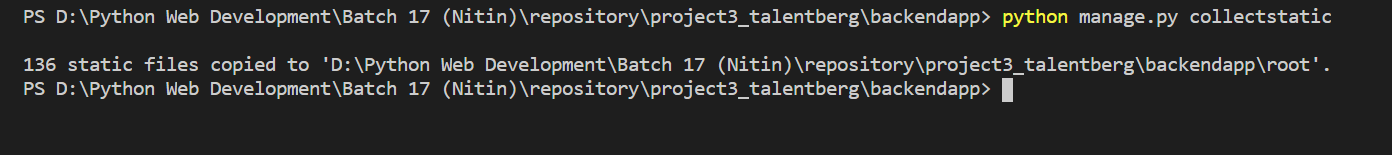 PS D:\Python Web Development\Batch 17 (Nitin)\repository\project3_talentberg\backendapp> python manage.py collectstatic
136 static files copied to 'D:\Python Web Development\Batch 17 (Nitin)\repository\project3_talentberg\backendapp\root'.
PS D:\Python Web Development\Batch 17 (Nitin)\repository\project3_talentberg\backendapp>